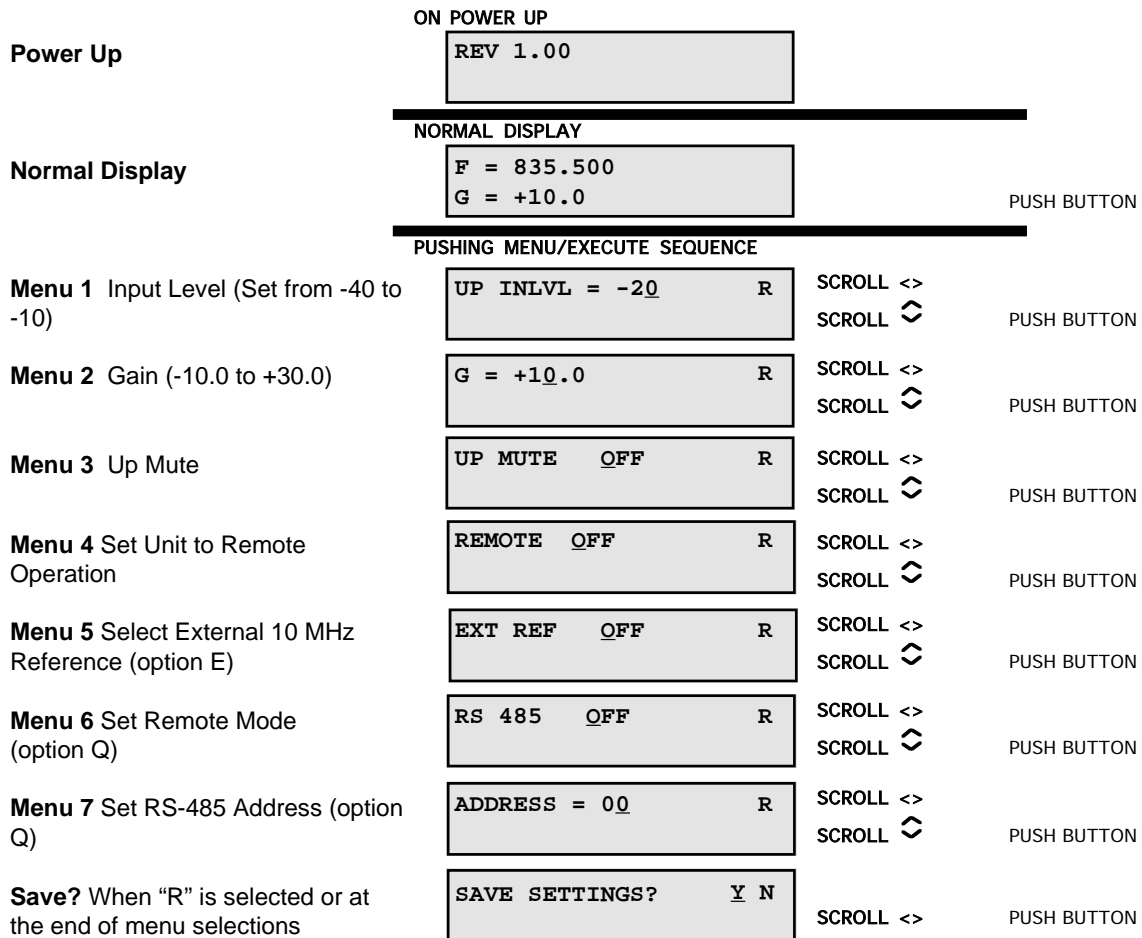 ON POWER UP
Power Up
REV 1.00
NORMAL DISPLAY
Normal Display
F = 835.500
G = +10.0
PUSH BUTTON
PUSHING MENU/EXECUTE SEQUENCE
Menu 1 Input Level (Set from -40 to
-10)
UP INLVL = -20 R
SCROLL <>
SCROLL
PUSH BUTTON
Menu 2 Gain (-10.0 to +30.0)
G = +10.0 R
SCROLL <>
SCROLL
PUSH BUTTON
Menu 3 Up Mute
UP MUTE OFF R
SCROLL <>
SCROLL
PUSH BUTTON
Menu 4 Set Unit to Remote
Operation
REMOTE OFF R
SCROLL <>
SCROLL
PUSH BUTTON
Menu 5 Select External 10 MHz
Reference (option E)
EXT REF OFF R
SCROLL <>
SCROLL
PUSH BUTTON
Menu 6 Set Remote Mode
(option Q)
RS 485 OFF R
SCROLL <>
SCROLL
PUSH BUTTON
Menu 7 Set RS-485 Address (option
Q)
ADDRESS = 00 R
SCROLL <>
SCROLL
PUSH BUTTON
Save? When “R” is selected or at
the end of menu selections
SAVE SETTINGS? Y N
SCROLL <>
PUSH BUTTON